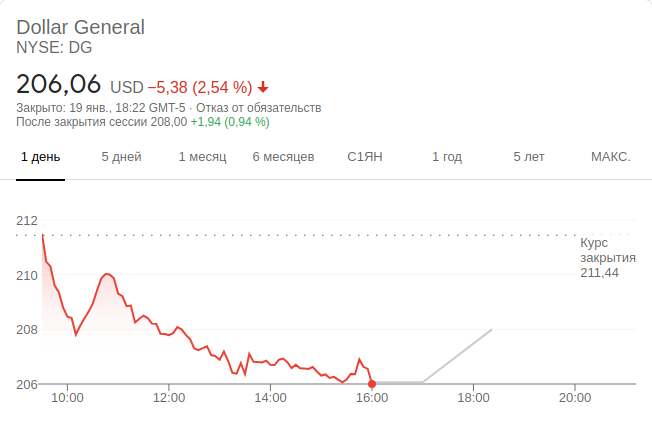 Dollar General
NYSE: DG
206,06 USD −5,38 (2,54 %)
Закрыто: 19 янв., 18:22 GMT-5 · Отказ от обязательств
После закрытия сессии 208,00 +1,94 (0,94 %)
1 день 5 дней 1 месяц 6 месяцев С1ЯН 1 год 5 лет МАКС.
212
Курс
закрытия
211,44
210
208
206
10:00 12:00 14:00 16:00 18:00 20:00